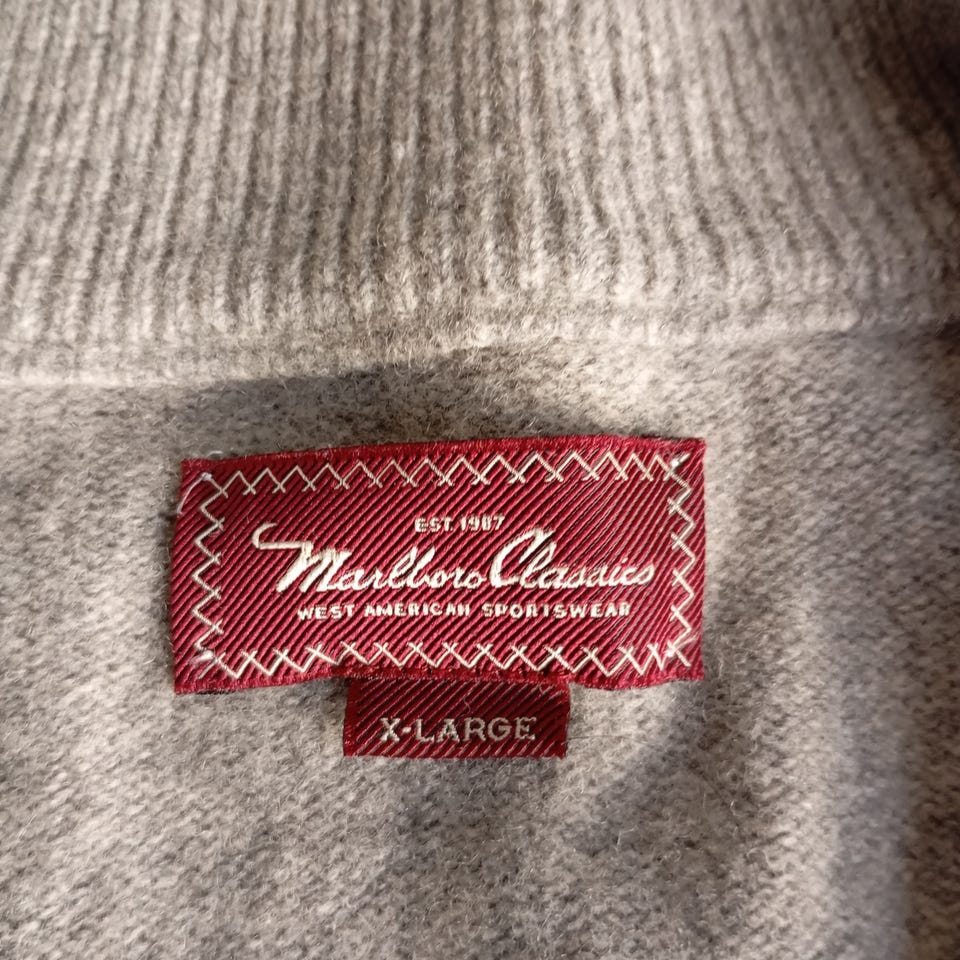 EST. 1987
Marlboro Classics
WEST AMERICAN SPORTSWEAR
X-LARGE